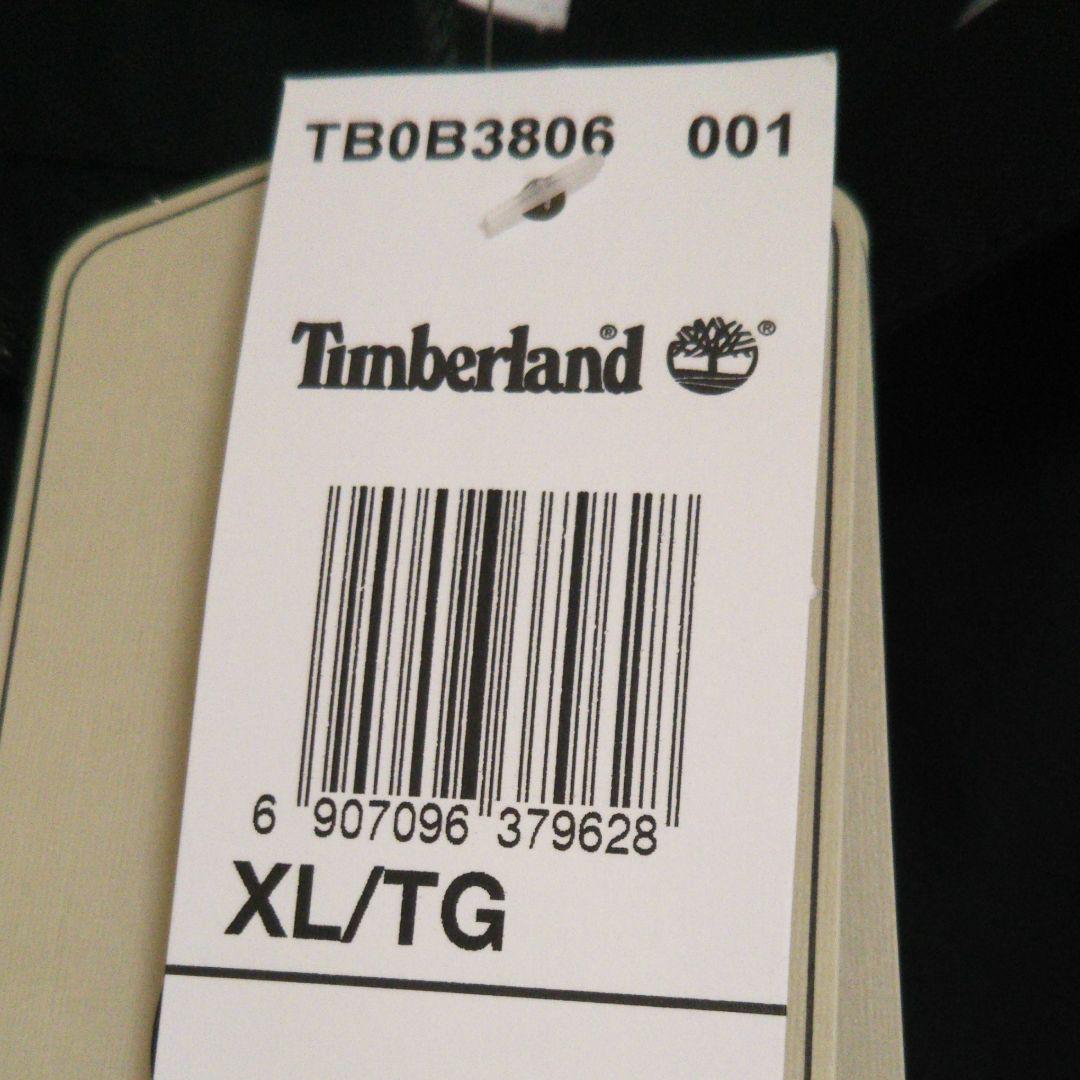 TB0B3806 001
Timberland® ®
6 907096 379628
XL/TG